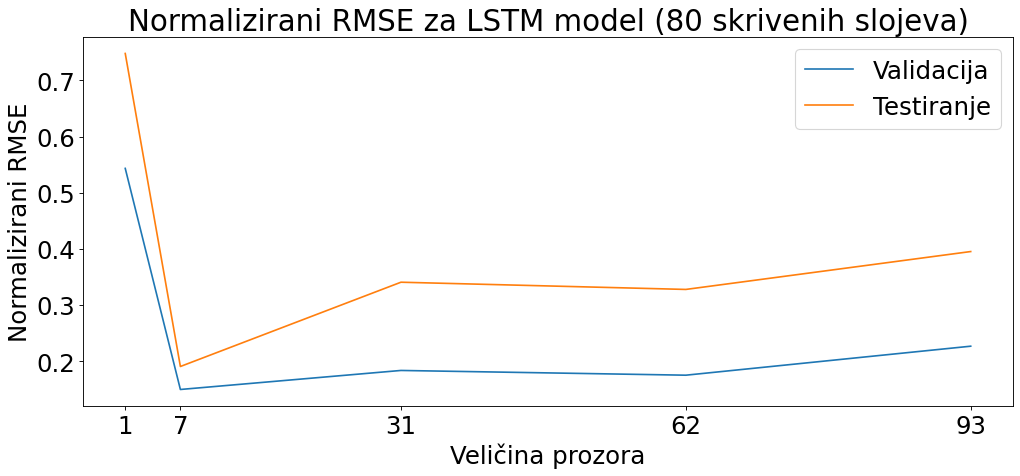 Normalizirani RMSE za LSTM model (80 skrivenih slojeva)
Normalizirani RMSE
0.7
0.6
0.5
0.4
0.3
0.2
Validacija
Testiranje
1 7 31 62 93
Veličina prozora